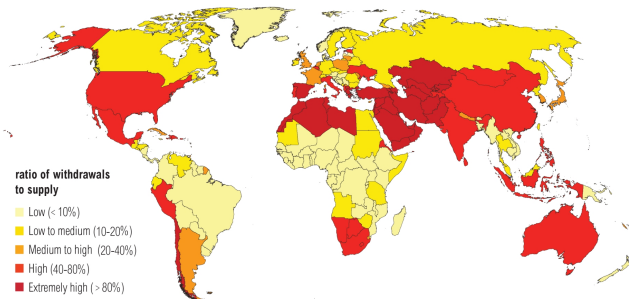 ratio of withdrawals
to supply
Low (< 10%)
Low to medium (10-20%)
Medium to high (20-40%)
High (40-80%)
Extremely high (> 80%)